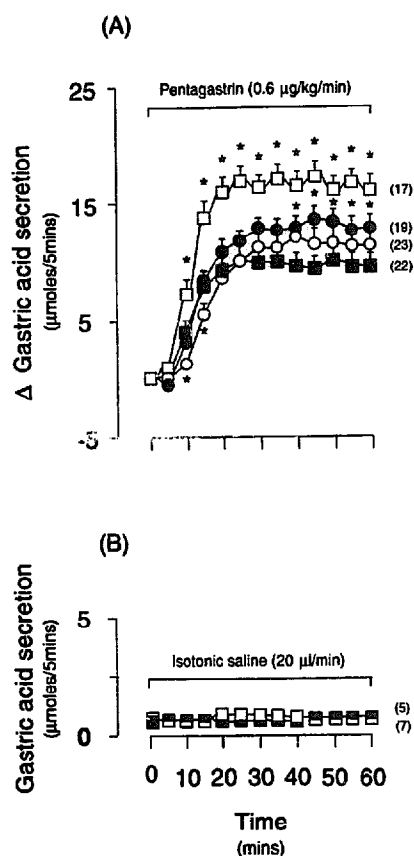 (A)
Pentagastrin (0.6 μg/kg/min)
25
15
5
-5
Δ Gastric acid secretion
(μmoles/5mins)
* * * * * * * * * *
*
* * * * *
* *
(17)
(19)
(23)
(22)
(B)
Gastric acid secretion
(μmoles/5mins)
5
0
Isotonic saline (20 μl/min)
(5)
(7)
0 10 20 30 40 50 60
Time
(mins)